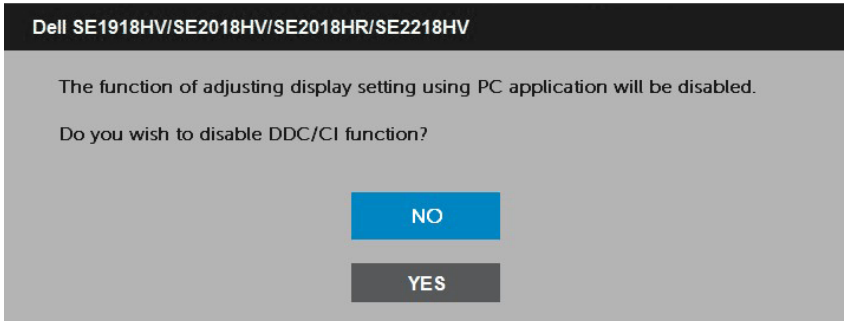 Dell SE1918HV/SE2018HV/SE2018HR/SE2218HV
The function of adjusting display setting using PC application will be disabled.
Do you wish to disable DDC/CI function?
NO
YES